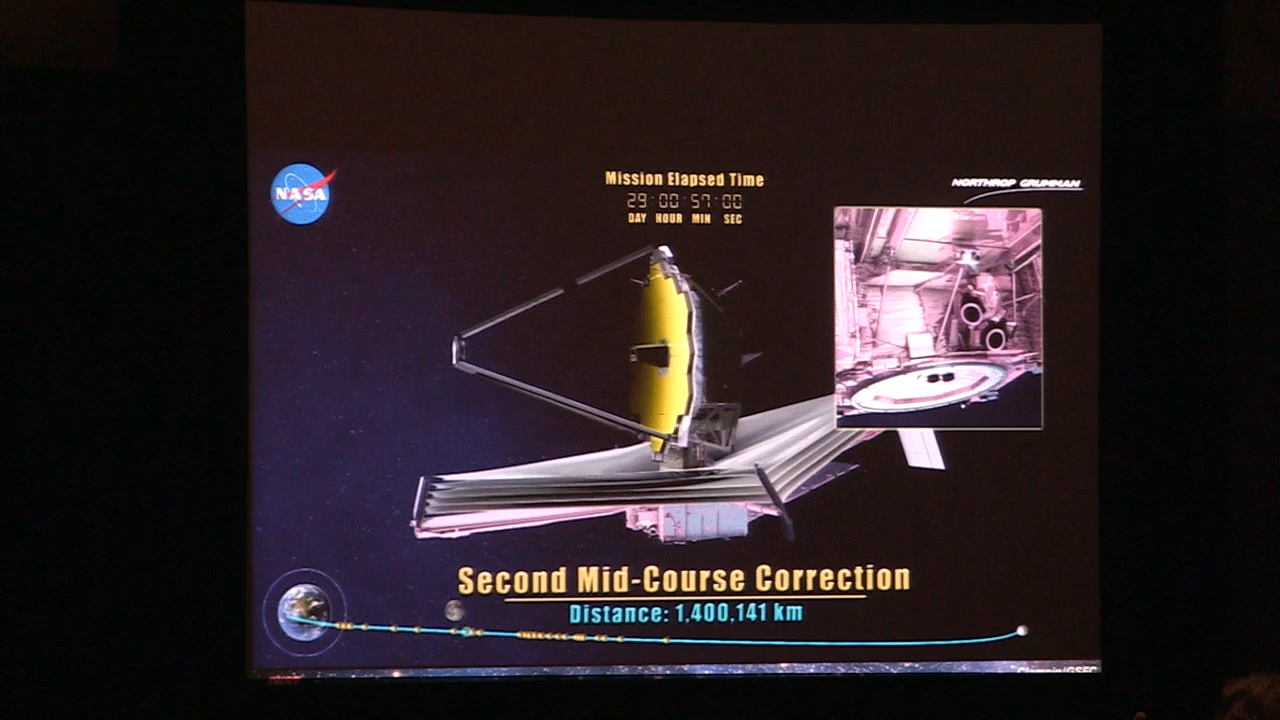 NASA
Mission Elapsed Time
29:00:57:00
DAY HOUR MIN SEC
NORTHROP GRUMMAN
Second Mid-Course Correction
Distance: 1,400,141 km